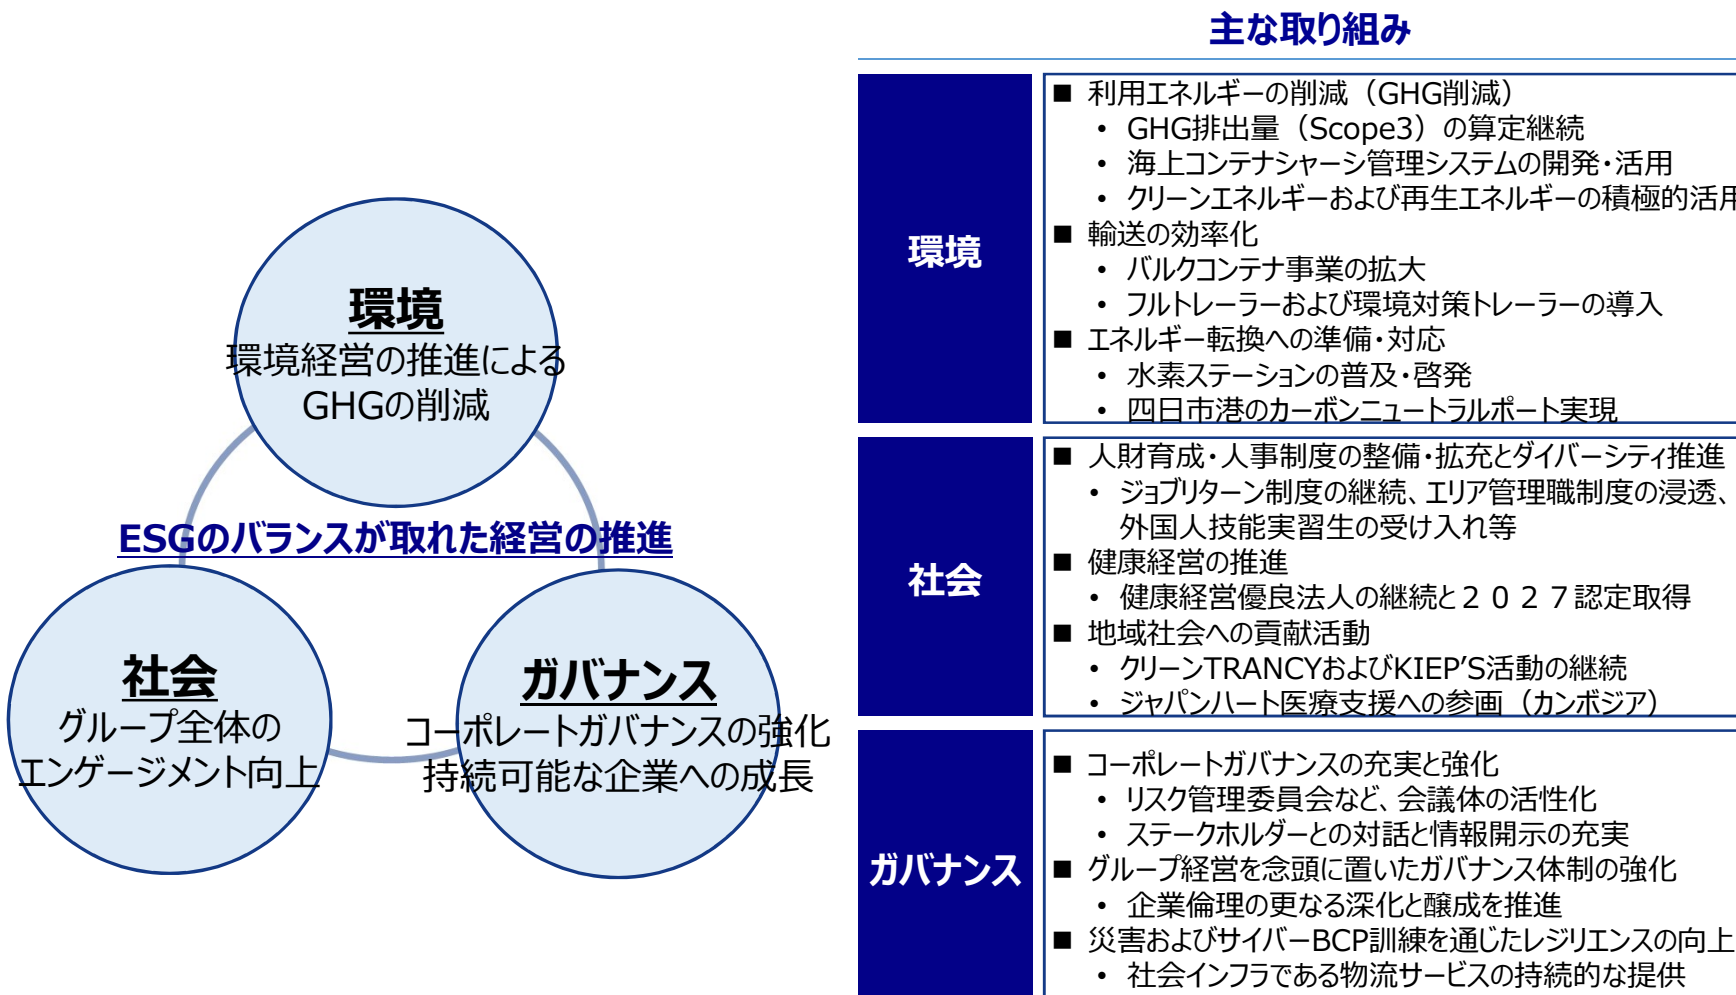 環境
環境経営の推進による
GHGの削減
ESGのバランスが取れた経営の推進
社会
グループ全体の
エンゲージメント向上
ガバナンス
コーポレートガバナンスの強化
持続可能な企業への成長
主な取り組み
環境
■ 利用エネルギーの削減（GHG削減）
• GHG排出量（Scope3）の算定継続
• 海上コンテナシャーシ管理システムの開発・活用
• クリーンエネルギーおよび再生エネルギーの積極的活用
■ 輸送の効率化
• バルクコンテナ事業の拡大
• フルトレーラーおよび環境対策トレーラーの導入
■ エネルギー転換への準備・対応
• 水素ステーションの普及・啓発
• 四日市港のカーボンニュートラルポート実現
社会
■ 人財育成・人事制度の整備・拡充とダイバーシティ推進
• ジョブリターン制度の継続、エリア管理職制度の浸透、
外国人技能実習生の受け入れ等
■ 健康経営の推進
• 健康経営優良法人の継続と２０２７認定取得
■ 地域社会への貢献活動
• クリーンTRANCYおよびKIEP’S活動の継続
• ジャパンハート医療支援への参画（カンボジア）
ガバナンス
■ コーポレートガバナンスの充実と強化
• リスク管理委員会など、会議体の活性化
• ステークホルダーとの対話と情報開示の充実
■ グループ経営を念頭に置いたガバナンス体制の強化
• 企業倫理の更なる深化と醸成を推進
■ 災害およびサイバーBCP訓練を通じたレジリエンスの向上
• 社会インフラである物流サービスの持続的な提供